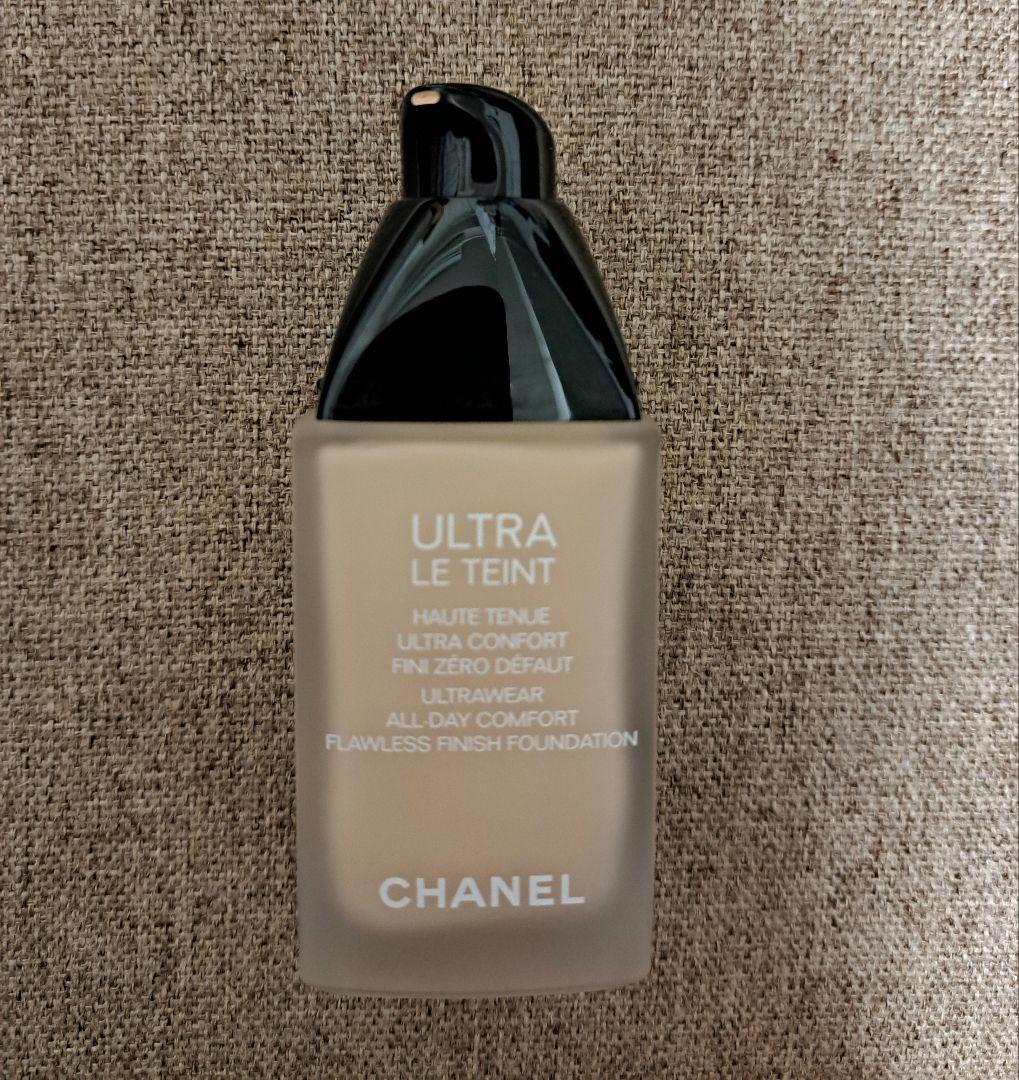 ULTRA
LE TEINT
HAUTE TENUE
ULTRA CONFORT
FINI ZÉRO DÉFAUT
ULTRAWEAR
ALL-DAY COMFORT
FLAWLESS FINISH FOUNDATION
CHANEL